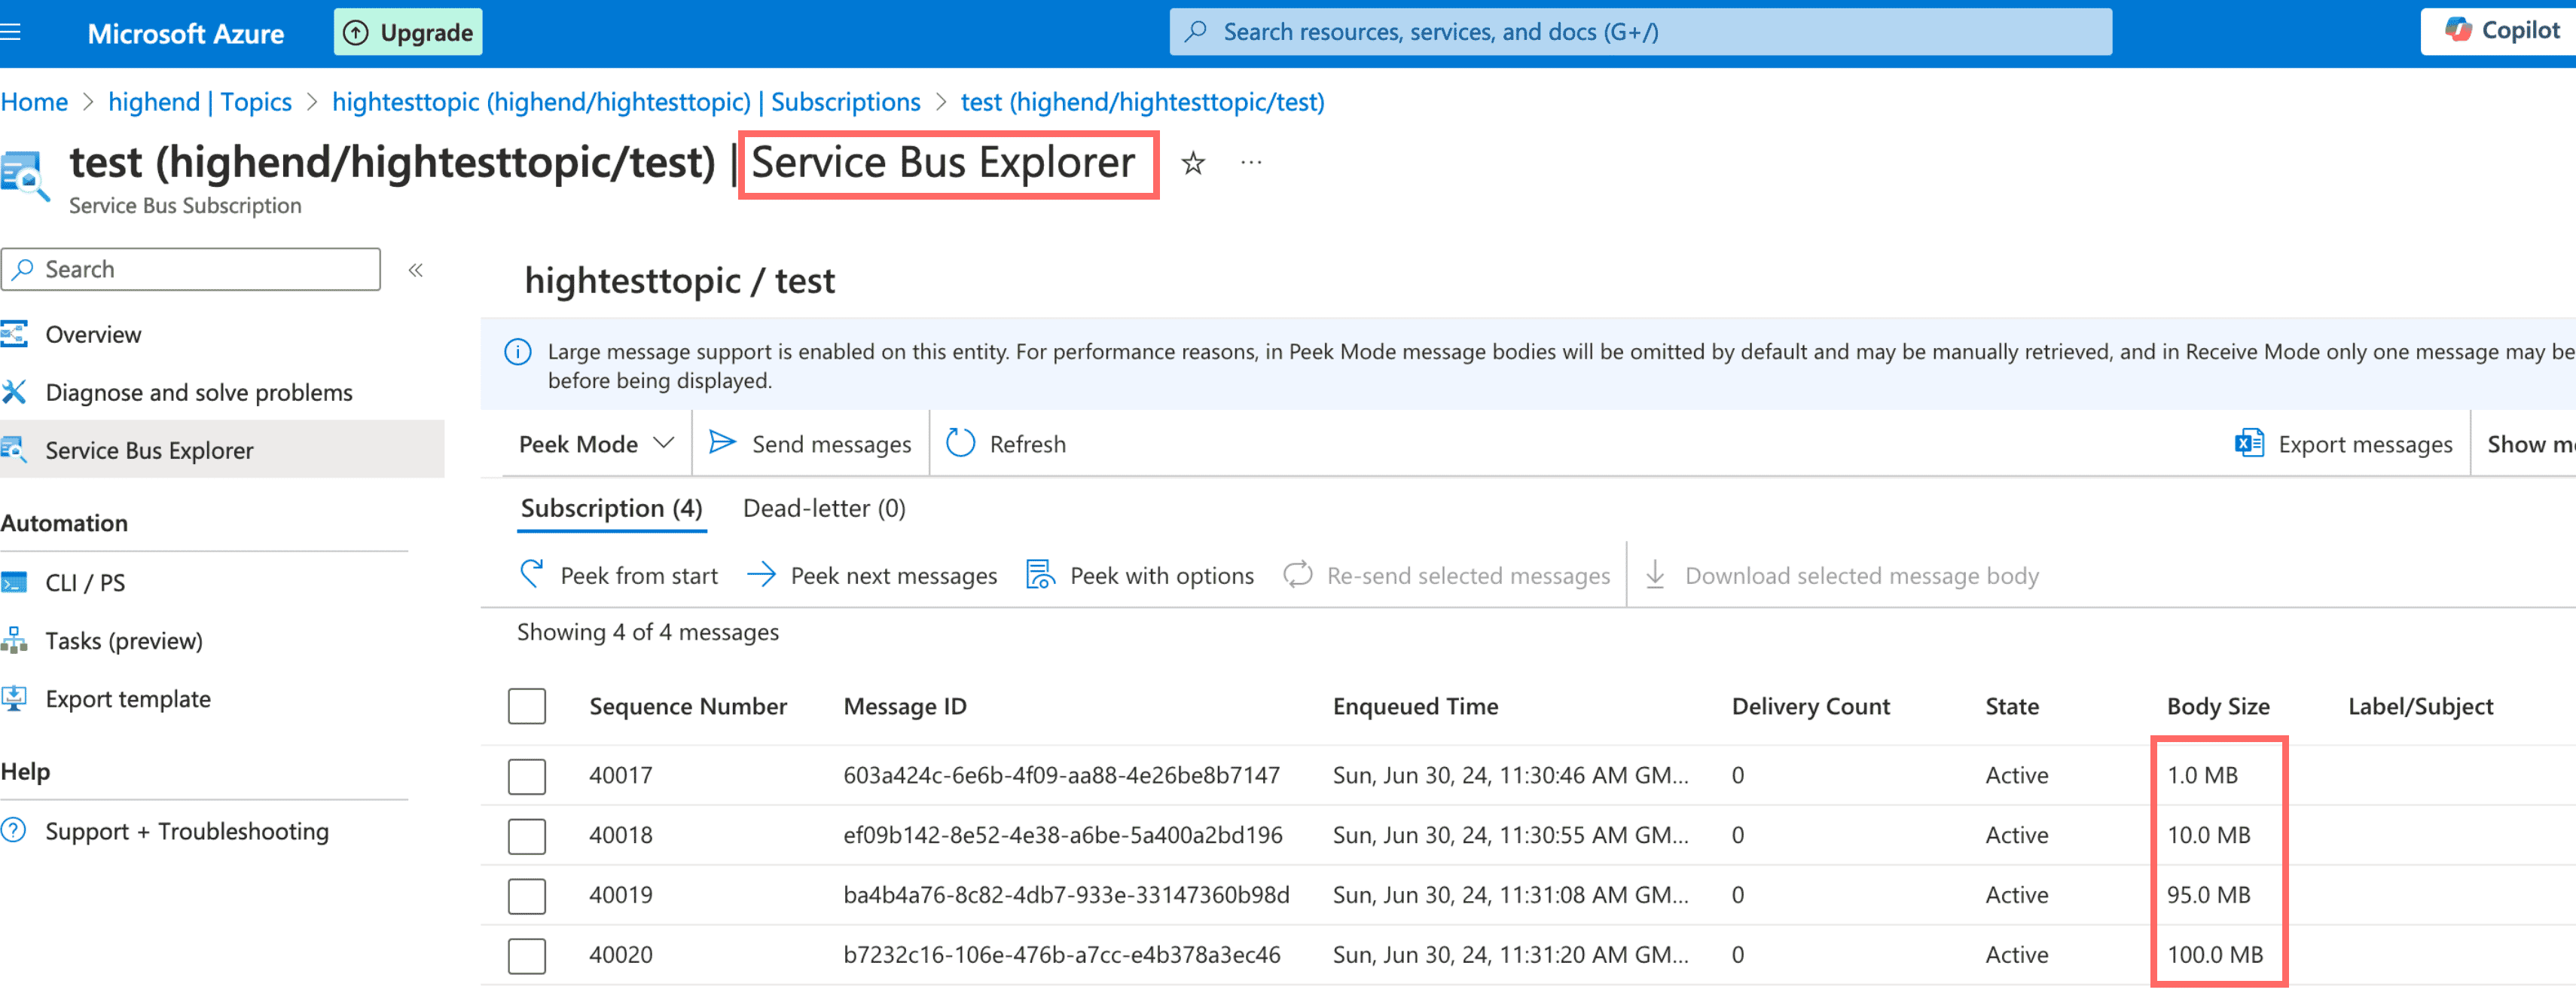 Microsoft Azure
Upgrade
Search resources, services, and docs (G+/)
Copilot
Home > highend | Topics > hightesttopic (highend/hightesttopic) | Subscriptions > test (highend/hightesttopic/test)
test (highend/hightesttopic/test) | Service Bus Explorer
Service Bus Subscription
Search
Overview
Diagnose and solve problems
Service Bus Explorer
Automation
CLI / PS
Tasks (preview)
Export template
Help
Support + Troubleshooting
hightesttopic / test
Large message support is enabled on this entity. For performance reasons, in Peek Mode message bodies will be omitted by default and may be manually retrieved, and in Receive Mode only one message may be
before being displayed.
Peek Mode Send messages Refresh Export messages Show
Subscription (4) Dead-letter (0)
Peek from start Peek next messages Peek with options Re-send selected messages Download selected message body
Showing 4 of 4 messages
Sequence Number Message ID Enqueued Time Delivery Count State Body Size Label/Subject
40017 603a424c-6e6b-4f09-aa88-4e26be8b7147 Sun, Jun 30, 24, 11:30:46 AM GM... 0 Active 1.0 MB
40018 ef09b142-8e52-4e38-a6be-5a400a2bd196 Sun, Jun 30, 24, 11:30:55 AM GM... 0 Active 10.0 MB
40019 ba4b4a76-8c82-4db7-933e-33147360b98d Sun, Jun 30, 24, 11:31:08 AM GM... 0 Active 95.0 MB
40020 b7232c16-106e-476b-a7cc-e4b378a3ec46 Sun, Jun 30, 24, 11:31:20 AM GM... 0 Active 100.0 MB